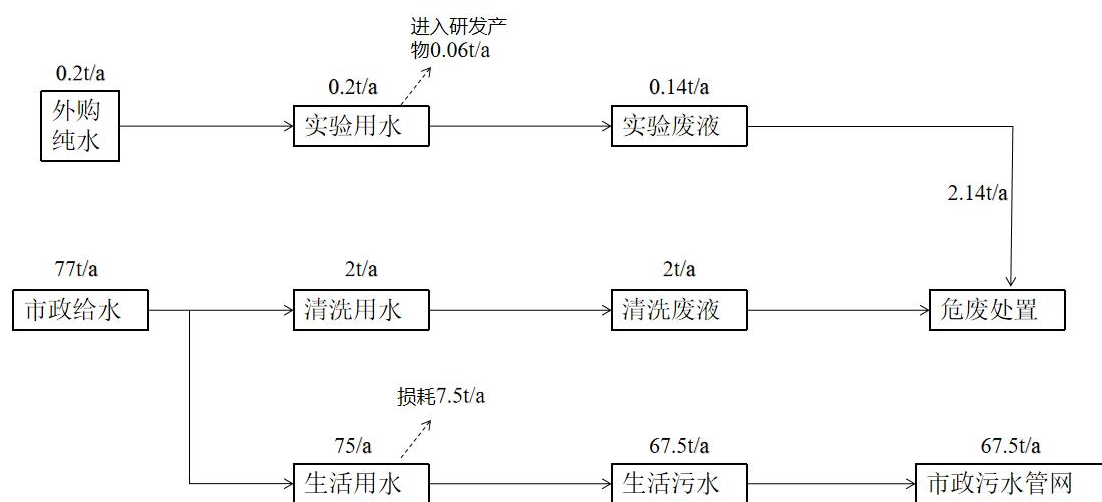 进入研发产
物0.06t/a
0.2t/a
0.2t/a
0.14t/a
外购
纯水
实验用水
实验废液
2.14t/a
77t/a
2t/a
2t/a
市政给水
清洗用水
清洗废液
危废处置
损耗7.5t/a
75/a
67.5t/a
67.5t/a
生活用水
生活污水
市政污水管网